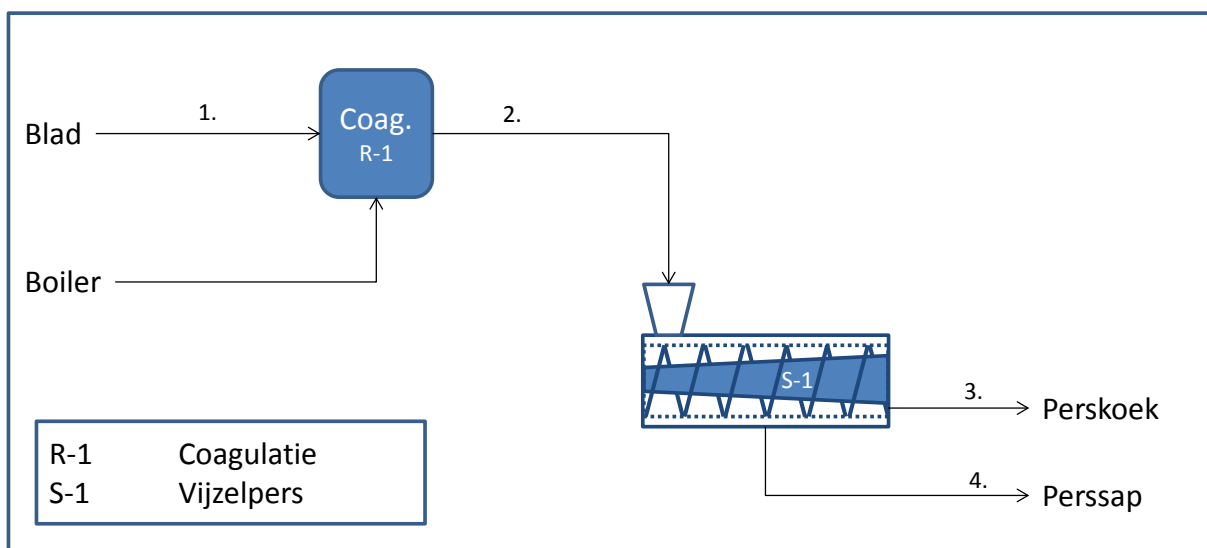 1.
2.
Blad
Coag.
R-1
Boiler
S-1
3.
Perskoek
4.
Perssap
R-1 Coagulatie
S-1 Vijzelpers